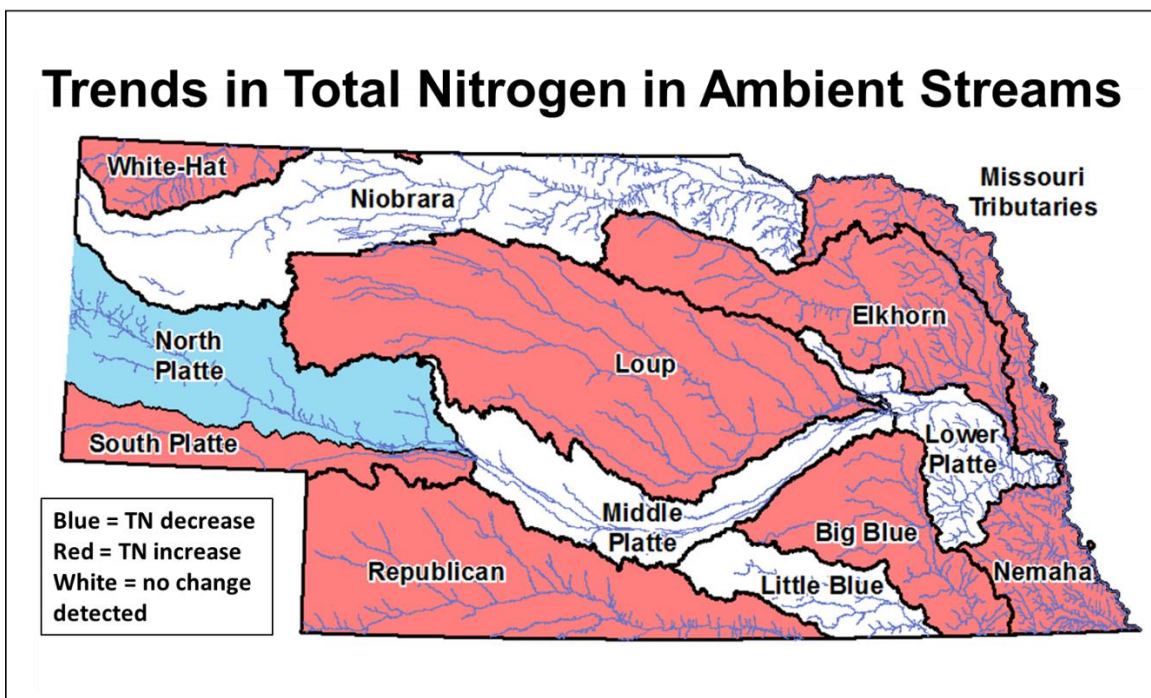 Trends in Total Nitrogen in Ambient Streams
White-Hat
Niobrara
Missouri
Tributaries
Elkhorn
North
Platte
Loup
South Platte
Lower
Platte
Middle
Platte
Big Blue
Republican
Little Blue
Nemaha
Blue = TN decrease
Red = TN increase
White = no change
detected